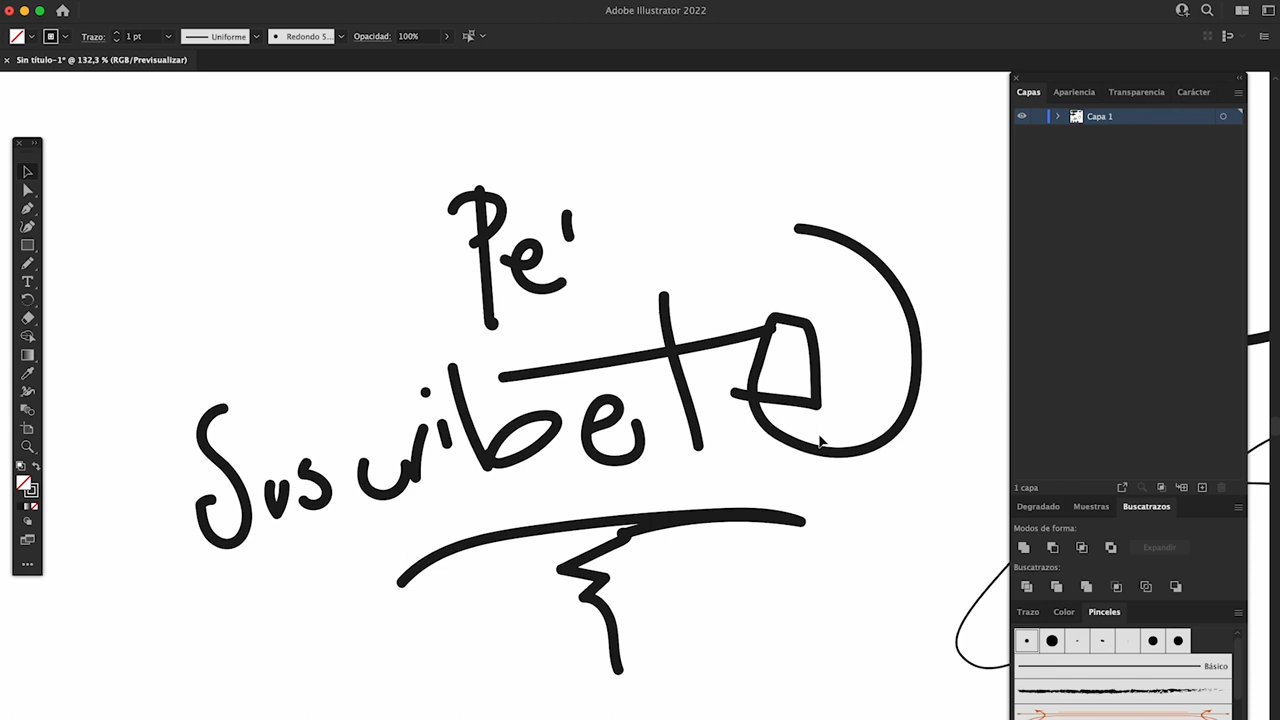 Adobe Illustrator 2022
Trazo: 1 pt Uniforme Redondo 5... Opacidad: 100%
× Sin título-1* @ 132,3 % (RGB/Previsualizar)
Capas Apariencia Transparencia Carácter
Capa 1
Pe'
Suscribete
1 capa
Degradado Muestras Buscatrazos
Modos de forma:
Expandir
Buscatrazos:
Trazo Color Pinceles
Básico